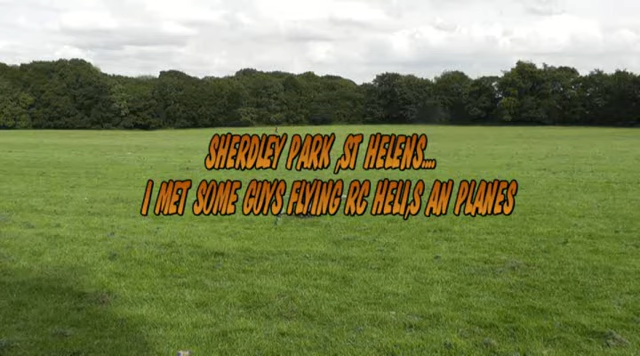 SHERDLEY PARK ,ST HELENS...
I MET SOME GUYS FLYING RC HELI,S AN PLANES